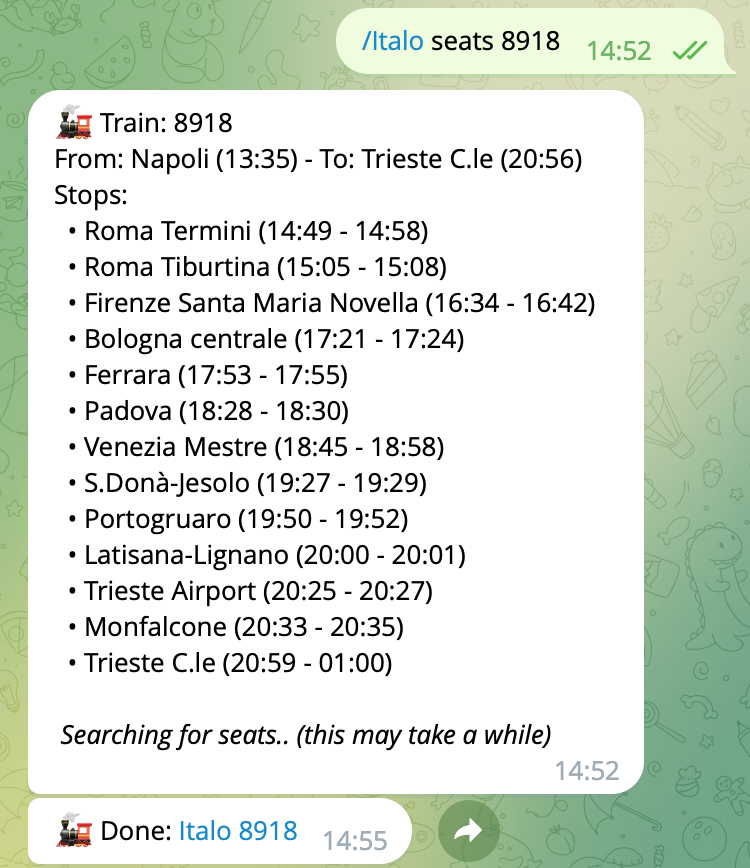 /Italo seats 8918 14:52
Train: 8918
From: Napoli (13:35) - To: Trieste C.le (20:56)
Stops:
• Roma Termini (14:49 - 14:58)
• Roma Tiburtina (15:05 - 15:08)
• Firenze Santa Maria Novella (16:34 - 16:42)
• Bologna centrale (17:21 - 17:24)
• Ferrara (17:53 - 17:55)
• Padova (18:28 - 18:30)
• Venezia Mestre (18:45 - 18:58)
• S.Donà-Jesolo (19:27 - 19:29)
• Portogruaro (19:50 - 19:52)
• Latisana-Lignano (20:00 - 20:01)
• Trieste Airport (20:25 - 20:27)
• Monfalcone (20:33 - 20:35)
• Trieste C.le (20:59 - 01:00)
Searching for seats.. (this may take a while)
14:52
Done: Italo 8918 14:55